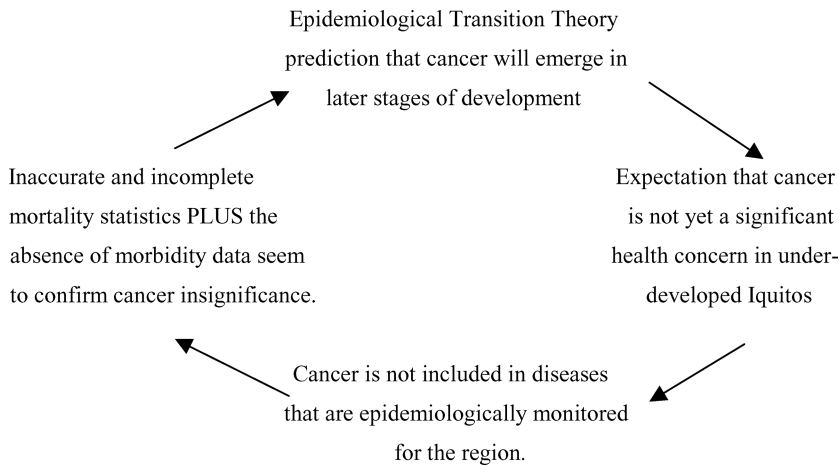 Epidemiological Transition Theory
prediction that cancer will emerge in
later stages of development
Expectation that cancer
is not yet a significant
health concern in under-
developed Iquitos
Cancer is not included in diseases
that are epidemiologically monitored
for the region.
Inaccurate and incomplete
mortality statistics PLUS the
absence of morbidity data seem
to confirm cancer insignificance.